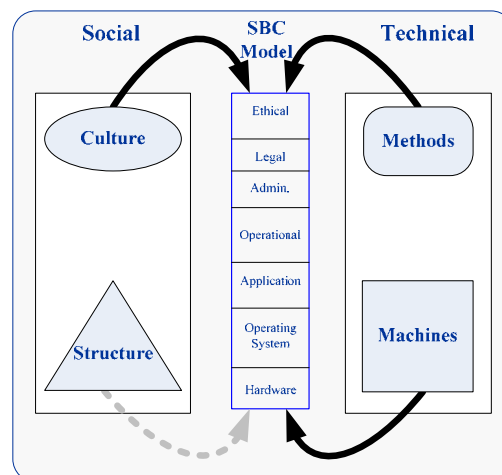 Social
SBC
Model
Technical
Culture
Structure
Ethical
Legal
Admin.
Operational
Application
Operating
System
Hardware
Methods
Machines